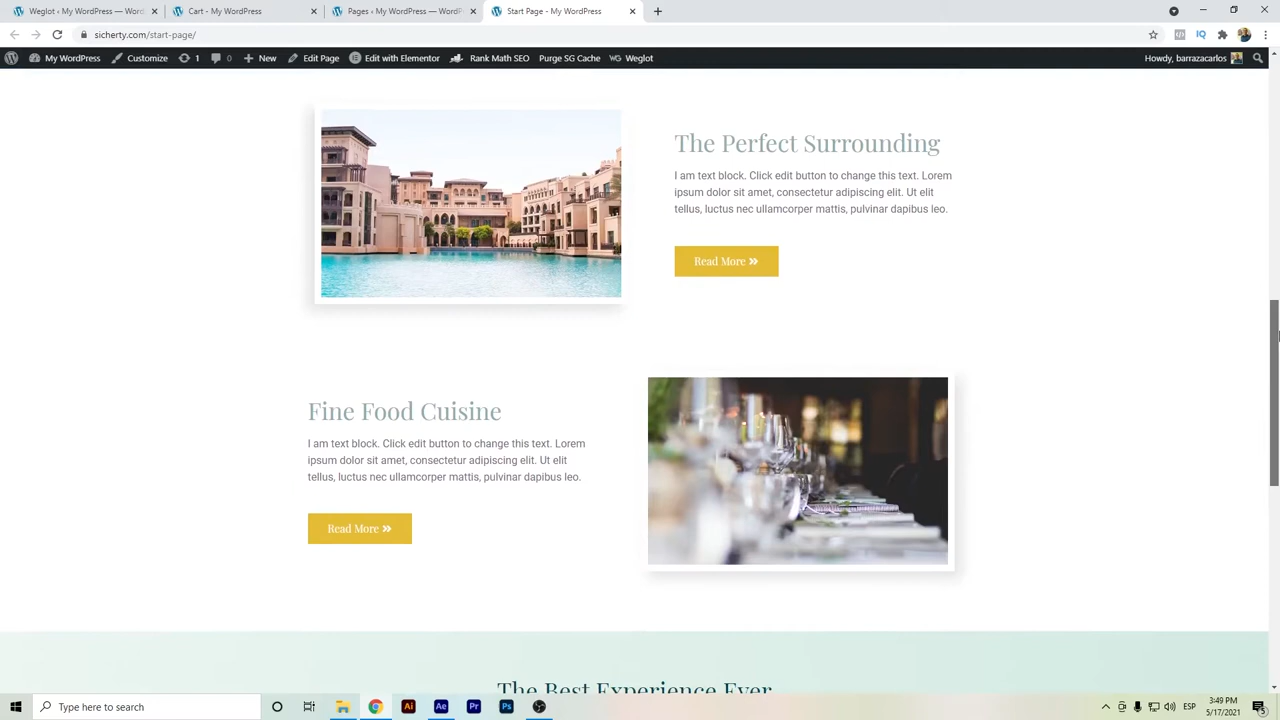 Weglot ‹ My WordPress — Word
Cart - My WordPress
Pages ‹ My WordPress — WordP
Start Page - My WordPress
sicherty.com/start-page/
My WordPress
Customize
1
0
New
Edit Page
Edit with Elementor
Rank Math SEO
Purge SG Cache
WG Weglot
Howdy, barrazacarlos
The Perfect Surrounding
I am text block. Click edit button to change this text. Lorem
ipsum dolor sit amet, consectetur adipiscing elit. Ut elit
tellus, luctus nec ullamcorper mattis, pulvinar dapibus leo.
Read More »
Fine Food Cuisine
I am text block. Click edit button to change this text. Lorem
ipsum dolor sit amet, consectetur adipiscing elit. Ut elit
tellus, luctus nec ullamcorper mattis, pulvinar dapibus leo.
Read More »
The Best Experience Ever
Type here to search
Ai
Ae
Pr
Ps
ESP
3:49 PM
5/17/2021
5